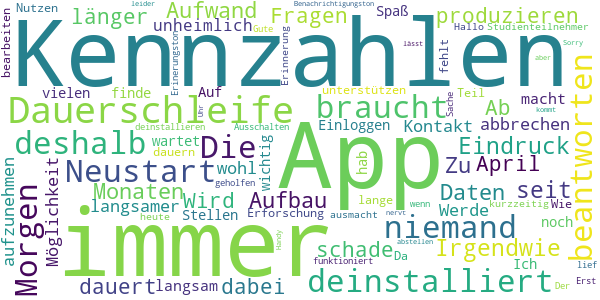 leider
Benachrichtigungston
Nutzen
Aufwand
Fragen
Spaß
produzieren
länger
unheimlich
Gute
Hallo
Studienteilnehmer
bearbeiten
Kennzahlen
Erinnerungston
Erinnerung
lässt
fehlt
aber
Sorry
vielen
finde
Auf
unterstützen
Teil
macht
Dauerschleife
Uhr
braucht
Ab
Sache
kommt
deinstallieren
Ausschalten
Einloggen
Kontakt
abbrechen
deshalb
wartet
dauern
Die
wichtig
App
Eindruck
beantworten
aufzunehmen
Möglichkeit
Neustart
wohl
hab
Zu
April
geholfen
Morgen
Monaten
Wird
Aufbau
lange
Daten
seit
langsamer
Stellen
Erforschung
ausmacht
Werde
kurzzeitig
Wie
immer
heute
nervt
wenn
niemand
noch
schade
Da
abstellen
Irgendwie
funktioniert
Ich
Handy
dauert
langsam
dabei
deinstalliert
Der
lief
Erst